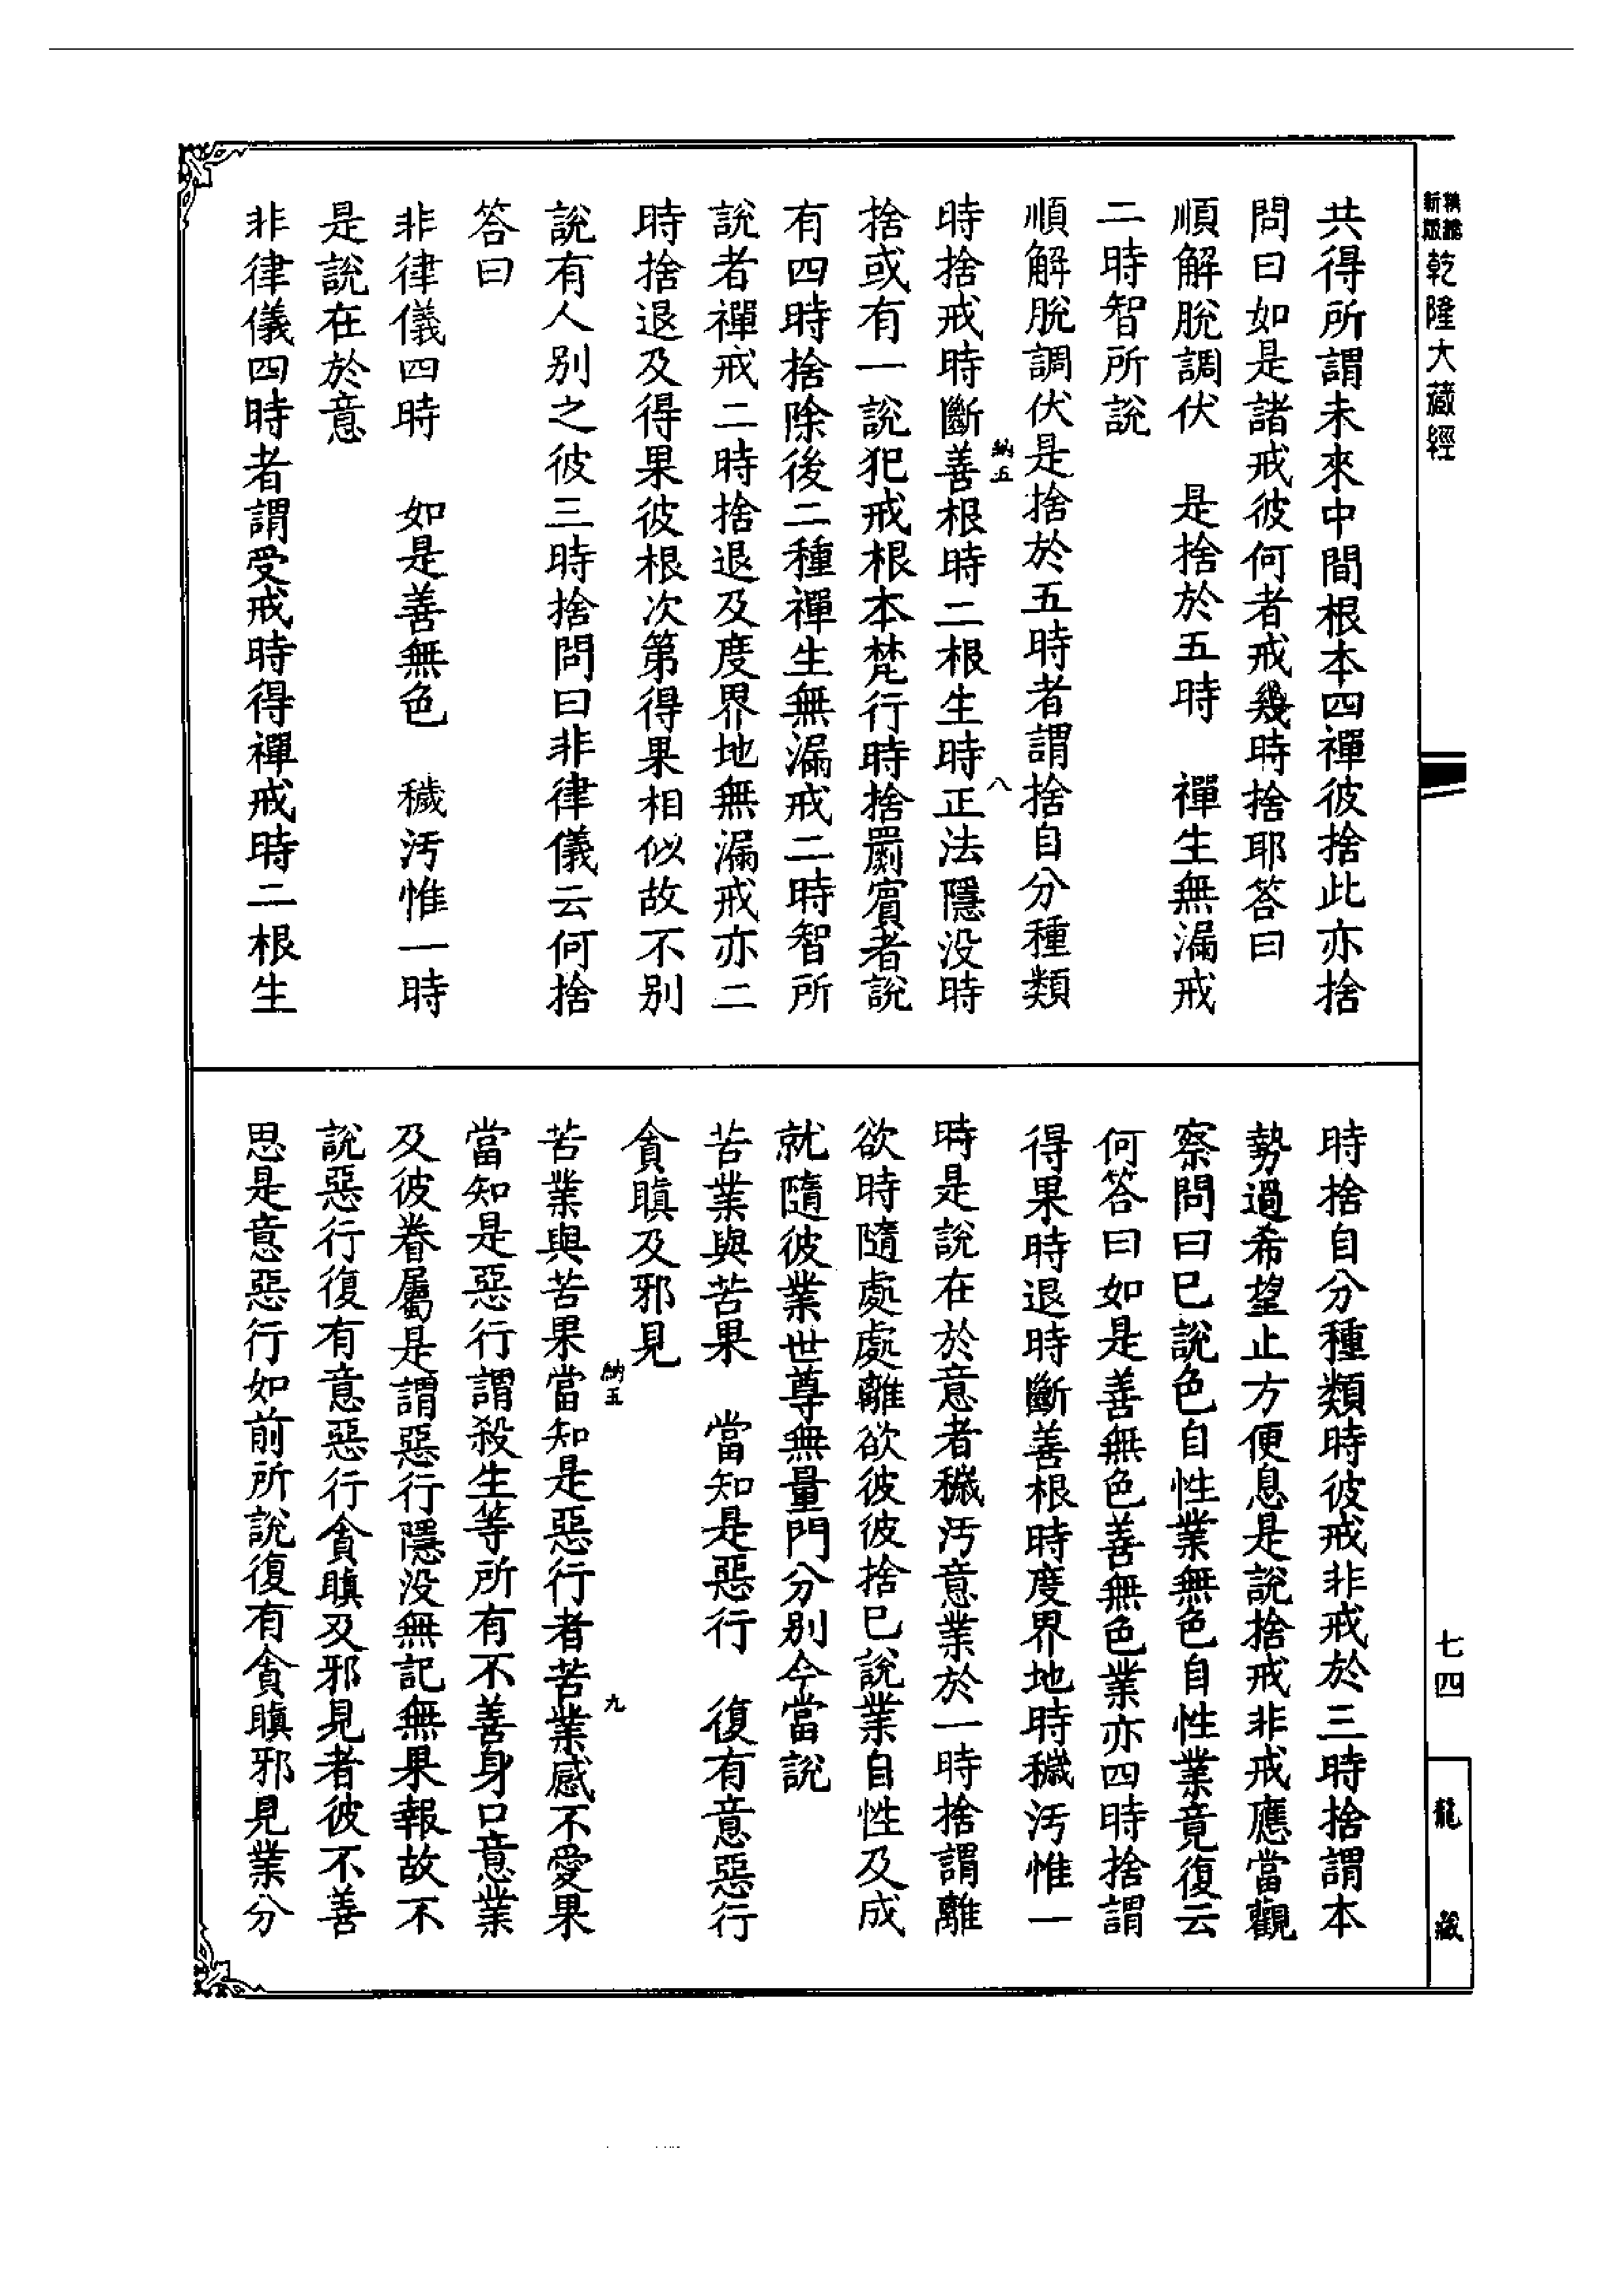 新版
乾隆大藏經
共得所謂未來中間根本四禪彼捨此亦捨
問曰如是諸戒彼何者戒幾時捨耶答曰
順解脫調伏　是捨於五時　禪生無漏戒
二時智所說
順解脫調伏是捨於五時者謂捨自分種類
納五
八
時捨戒時斷善根時二根生時正法隱没時
捨或有一說犯戒根本梵行時捨罽賓者說
有四時捨除後二種禪生無漏戒二時智所
說者禪戒二時捨退及度界地無漏戒亦二
時捨退及得果彼根次第得果相似故不别
說有人别之彼三時捨問曰非律儀云何捨
答曰
非律儀四時　如是善無色　穢汚惟一時
是說在於意
非律儀四時者謂受戒時得禪戒時二根生
時捨自分種類時彼戒非戒於三時捨謂本
勢過希望止方便息是說捨戒非戒應當觀
察問曰已說色自性業無色自性業竟復云
何答曰如是善無色善無色業亦四時捨謂
得果時退時斷善根時度界地時穢汚惟一
時是說在於意者穢汚意業於一時捨謂離
欲時隨處處離欲彼彼捨已說業自性及成
就隨彼業世尊無量門分别今當說
苦業與苦果　當知是惡行　復有意惡行
貪瞋及邪見
納五
九
苦業與苦果當知是惡行者苦業感不愛果
當知是惡行謂殺生等所有不善身口意業
及彼眷屬是謂惡行隱没無記無果報故不
說惡行復有意惡行貪瞋及邪見者彼不善
思是意惡行如前所說復有貪瞋邪見業分
七四
龍藏